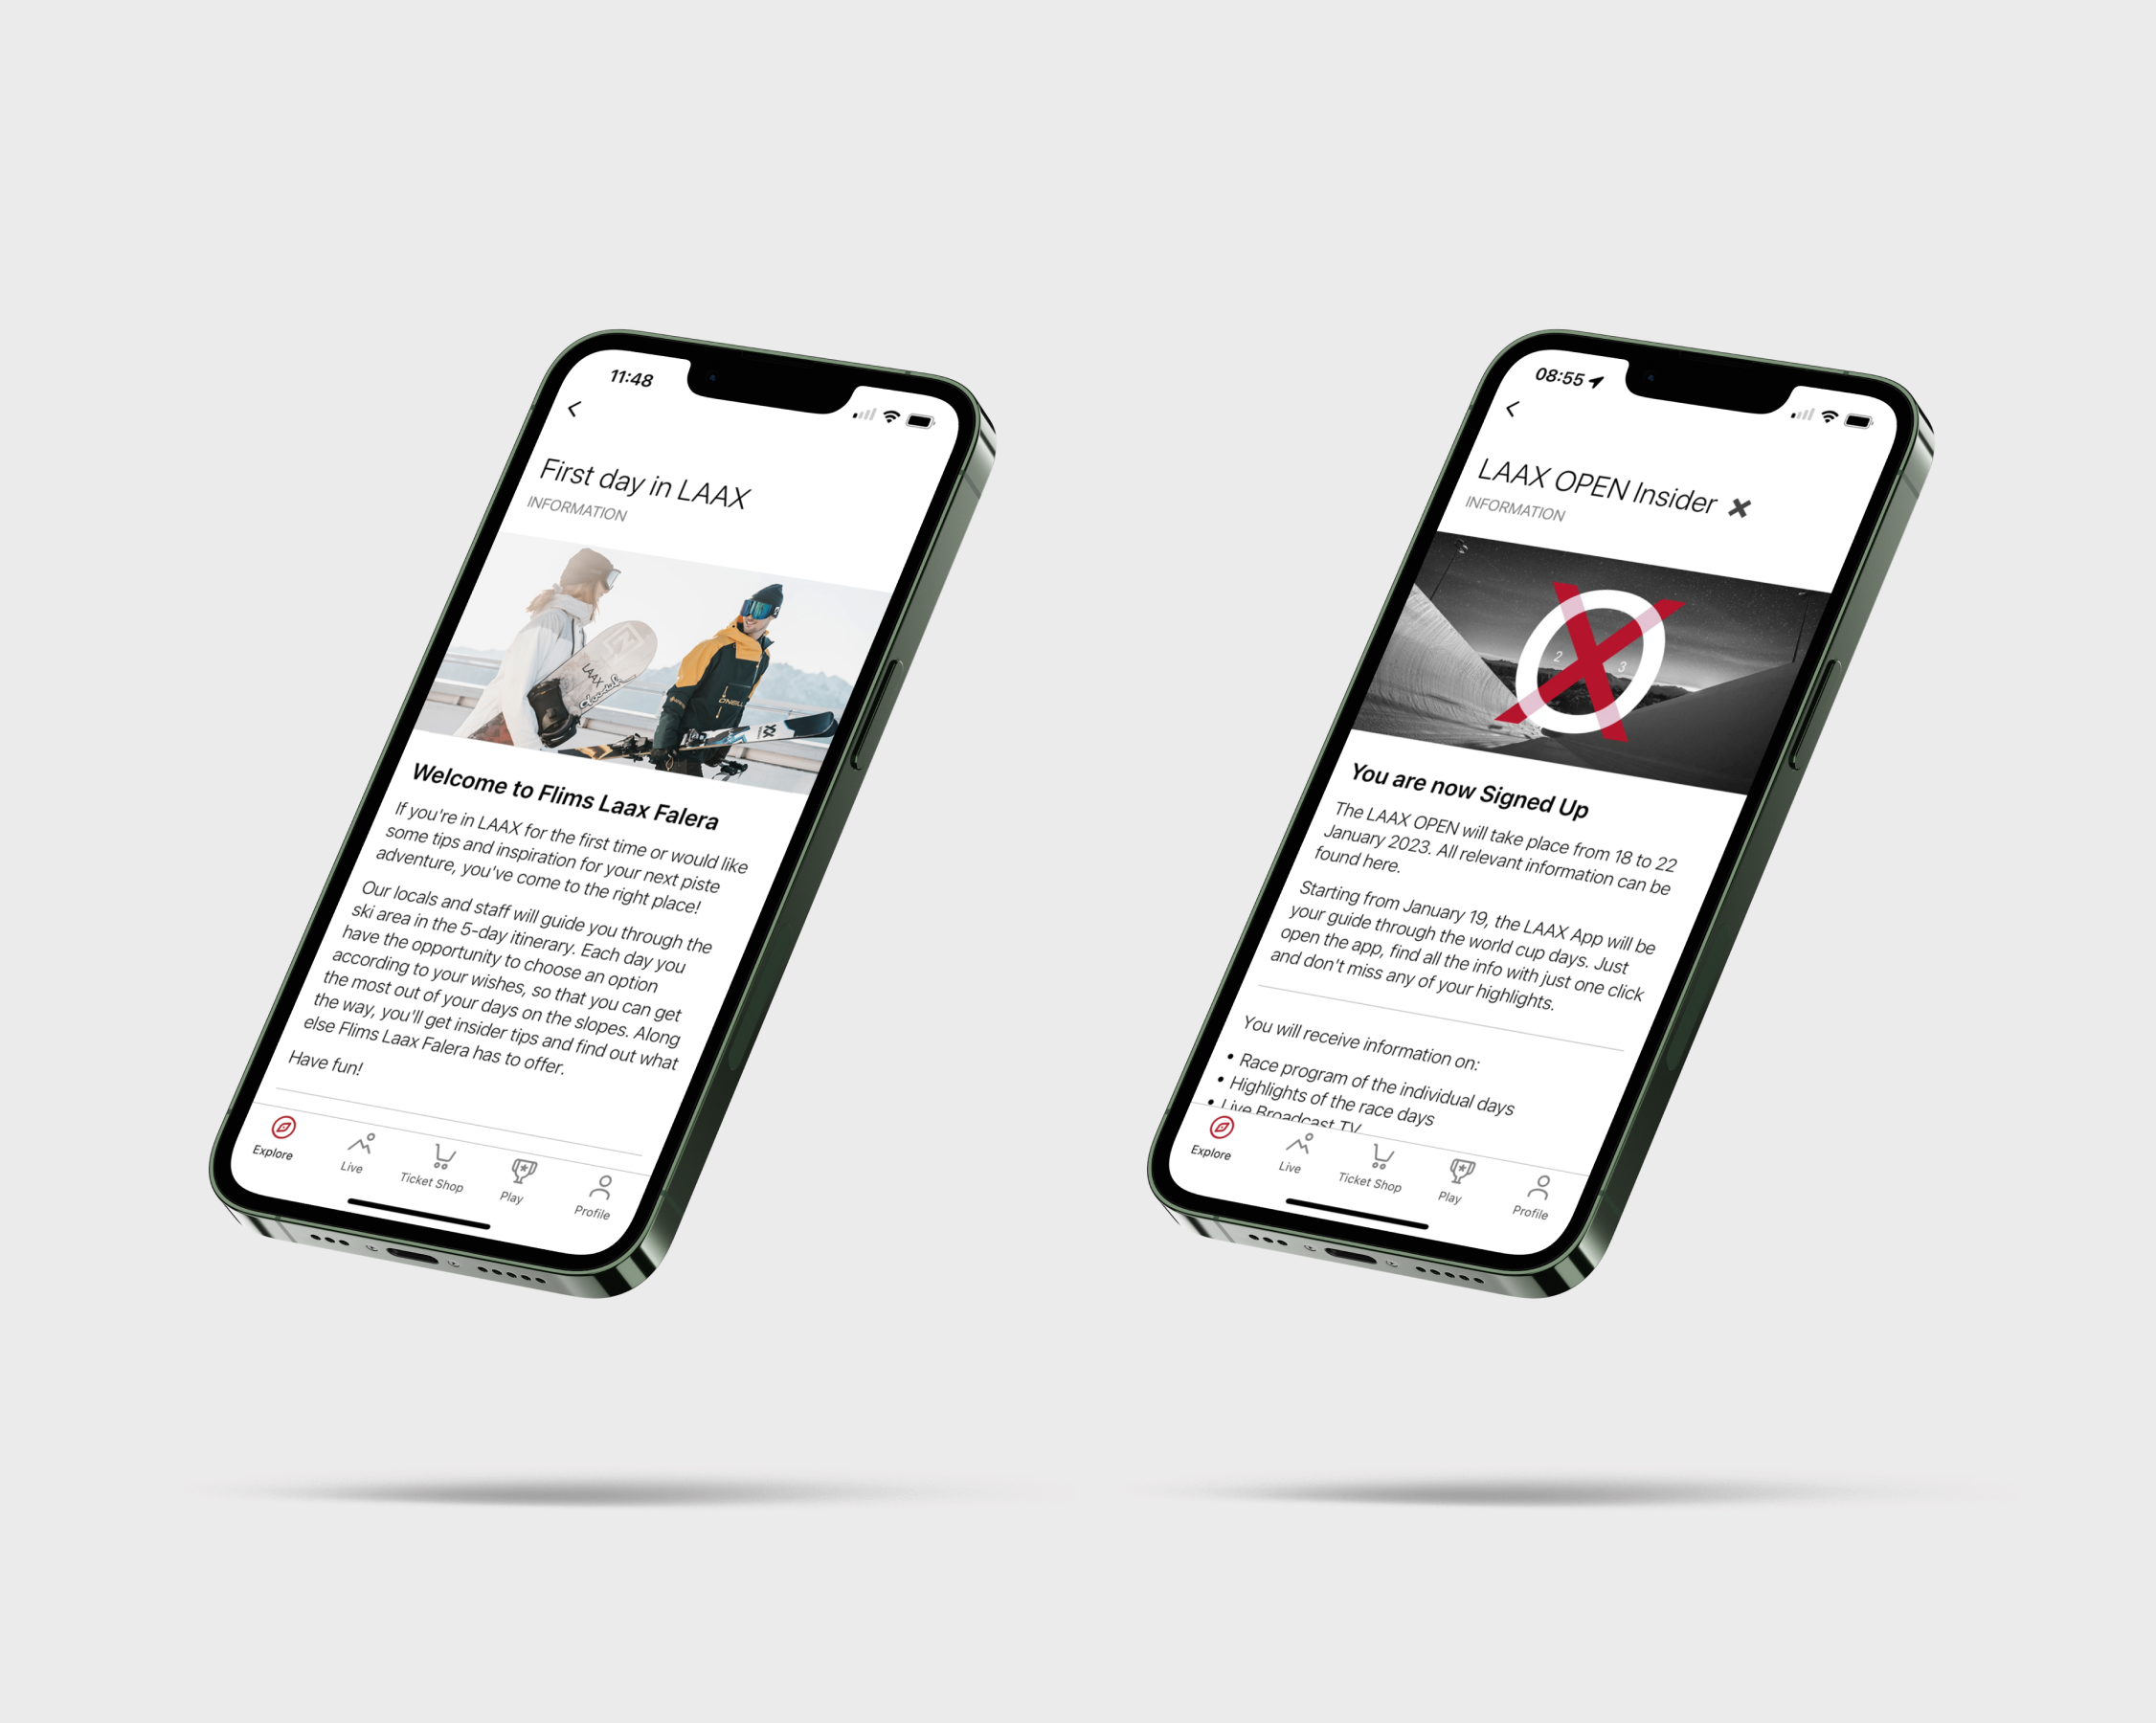 11:48
First day in LAAX
INFORMATION
LAAX
O'NEILL
Welcome to Flims Laax Falera
If you're in LAAX for the first time or would like
some tips and inspiration for your next piste
adventure, you've come to the right place!
Our locals and staff will guide you through the
ski area in the 5-day itinerary. Each day you
have the opportunity to choose an option
according to your wishes, so that you can get
the most out of your days on the slopes. Along
the way, you'll get insider tips and find out what
else Flims Laax Falera has to offer.
Have fun!
Explore
Live
Ticket Shop
Play
Profile
08:55
LAAX OPEN Insider
INFORMATION
2 3
You are now Signed Up
The LAAX OPEN will take place from 18 to 22
January 2023. All relevant information can be
found here.
Starting from January 19, the LAAX App will be
your guide through the world cup days. Just
open the app, find all the info with just one click
and don't miss any of your highlights.
You will receive information on:
• Race program of the individual days
• Highlights of the race days
• Live Broadcast TV
Explore
Live
Ticket Shop
Play
Profile